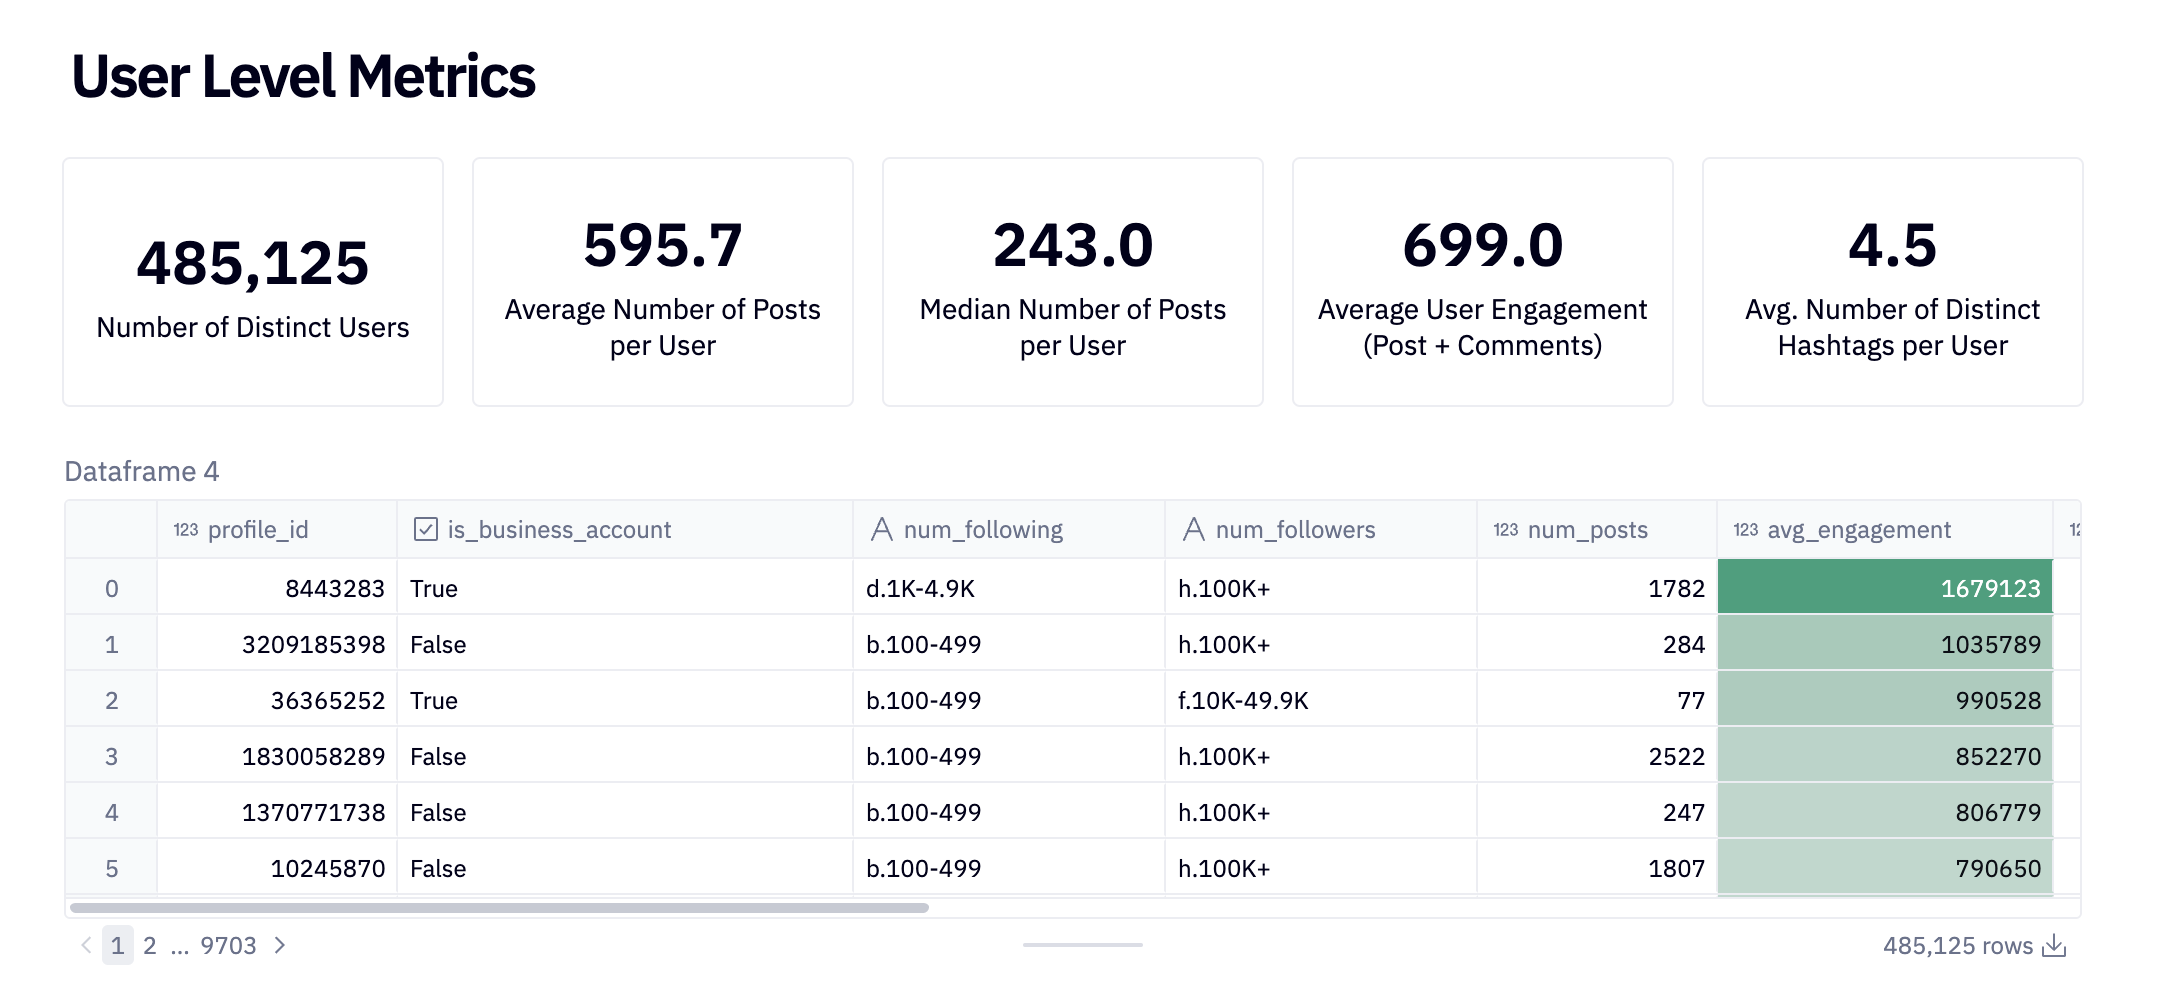 User Level Metrics
485,125
Number of Distinct Users
595.7
Average Number of Posts
per User
243.0
Median Number of Posts
per User
699.0
Average User Engagement
(Post + Comments)
4.5
Avg. Number of Distinct
Hashtags per User
Dataframe 4
123 profile_id is_business_account A num_following A num_followers 123 num_posts 123 avg_engagement
0 8443283 True d.1K-4.9K h.100K+ 1782 1679123
1 3209185398 False b.100-499 h.100K+ 284 1035789
2 36365252 True b.100-499 f.10K-49.9K 77 990528
3 1830058289 False b.100-499 h.100K+ 2522 852270
4 1370771738 False b.100-499 h.100K+ 247 806779
5 10245870 False b.100-499 h.100K+ 1807 790650
1 2 ... 9703 485,125 rows